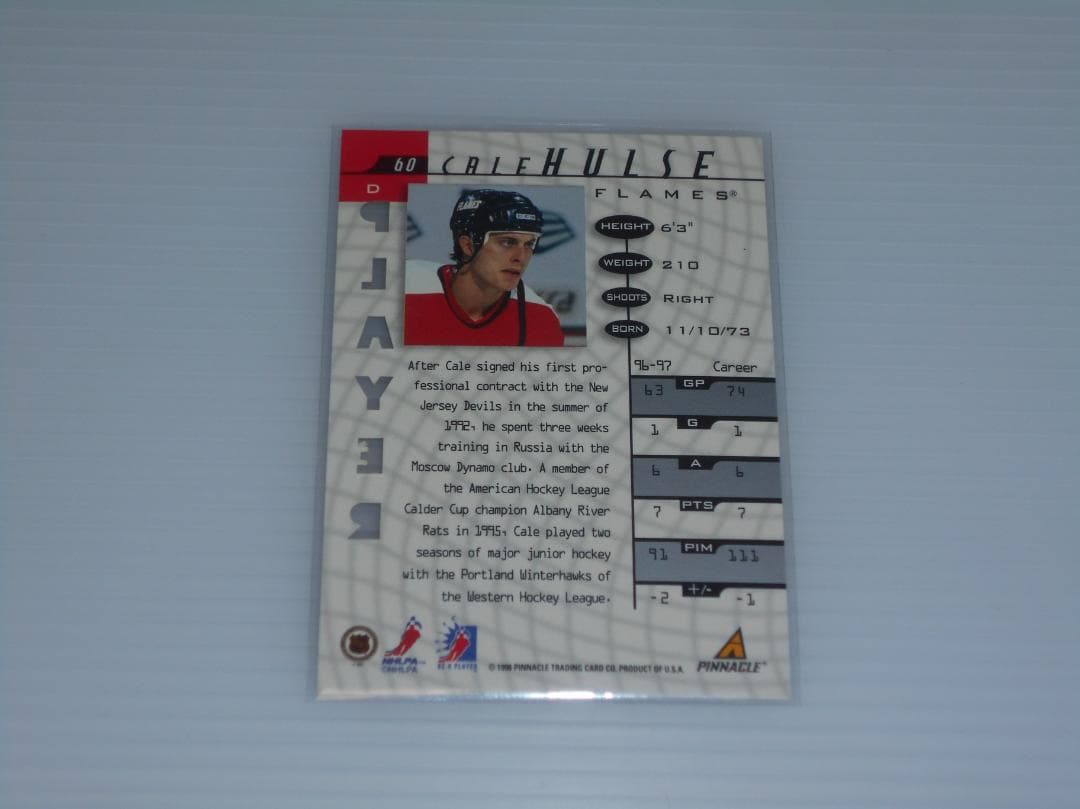 60 CALE HULSE
D
FLAMES®
PLAYER
FLAMES
HEIGHT 6'3"
WEIGHT 210
SHOOTS RIGHT
BORN 11/10/73
After Cale signed his first pro-
fessional contract with the New
Jersey Devils in the summer of
1992, he spent three weeks
training in Russia with the
Moscow Dynamo club. A member of
the American Hockey League
Calder Cup champion Albany River
Rats in 1995, Cale played two
seasons of major junior hockey
with the Portland Winterhawks of
the Western Hockey League.
96-97 Career
63 GP 74
1 G 1
6 A 6
7 PTS 7
91 PIM 111
-2 +/- -1
NHLPA
BE A PLAYER
© 1998 PINNACLE TRADING CARD CO. PRODUCT OF U.S.A.
PINNACLE